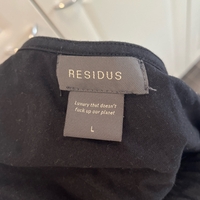 RESIDUS
Luxury that doesn't
fuck up our planet
L